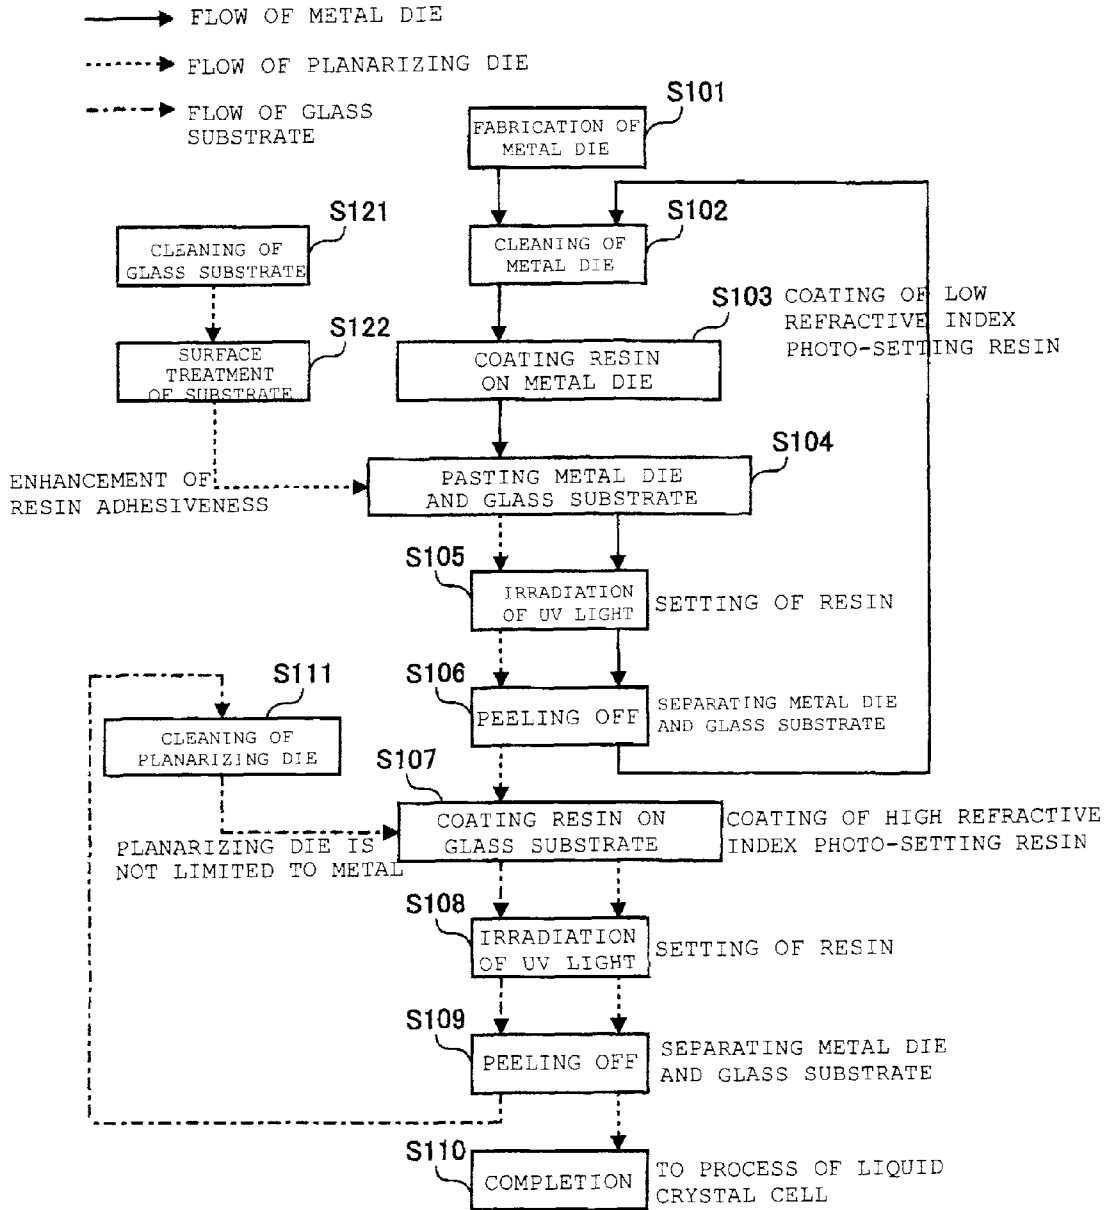 FLOW OF METAL DIE
FLOW OF PLANARIZING DIE
FLOW OF GLASS
SUBSTRATE
S101
FABRICATION OF
METAL DIE
S121
CLEANING OF
GLASS SUBSTRATE
S102
CLEANING OF
METAL DIE
S122
SURFACE
TREATMENT
OF SUBSTRATE
S103
COATING RESIN
ON METAL DIE
COATING OF LOW
REFRACTIVE INDEX
PHOTO-SETTING RESIN
ENHANCEMENT OF
RESIN ADHESIVENESS
S104
PASTING METAL DIE
AND GLASS SUBSTRATE
S105
IRRADIATION
OF UV LIGHT
SETTING OF RESIN
S106
PEELING OFF
SEPARATING METAL DIE
AND GLASS SUBSTRATE
S111
CLEANING OF
PLANARIZING DIE
S107
COATING RESIN ON
GLASS SUBSTRATE
COATING OF HIGH REFRACTIVE
INDEX PHOTO-SETTING RESIN
PLANARIZING DIE IS
NOT LIMITED TO METAL
S108
IRRADIATION
OF UV LIGHT
SETTING OF RESIN
S109
PEELING OFF
SEPARATING METAL DIE
AND GLASS SUBSTRATE
S110
COMPLETION
TO PROCESS OF LIQUID
CRYSTAL CELL